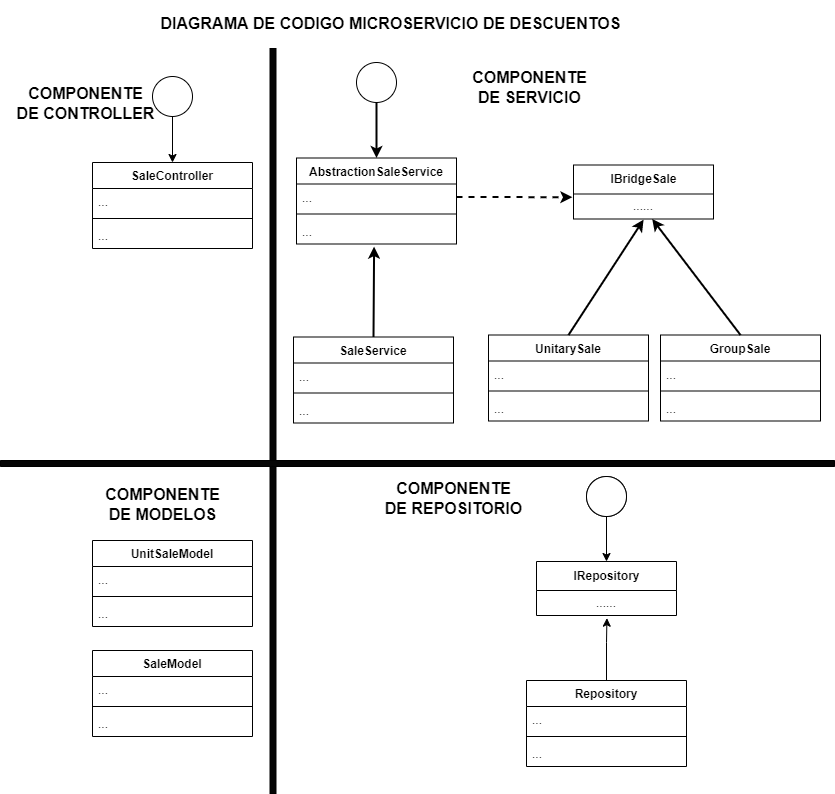 DIAGRAMA DE CODIGO MICROSERVICIO DE DESCUENTOS
COMPONENTE
DE CONTROLLER
SaleController
...
...
COMPONENTE
DE SERVICIO
AbstractionSaleService
...
...
IBridgeSale
......
SaleService
...
...
UnitarySale
...
...
GroupSale
...
...
COMPONENTE
DE MODELOS
UnitSaleModel
...
...
SaleModel
...
...
COMPONENTE
DE REPOSITORIO
IRepository
......
Repository
...
...